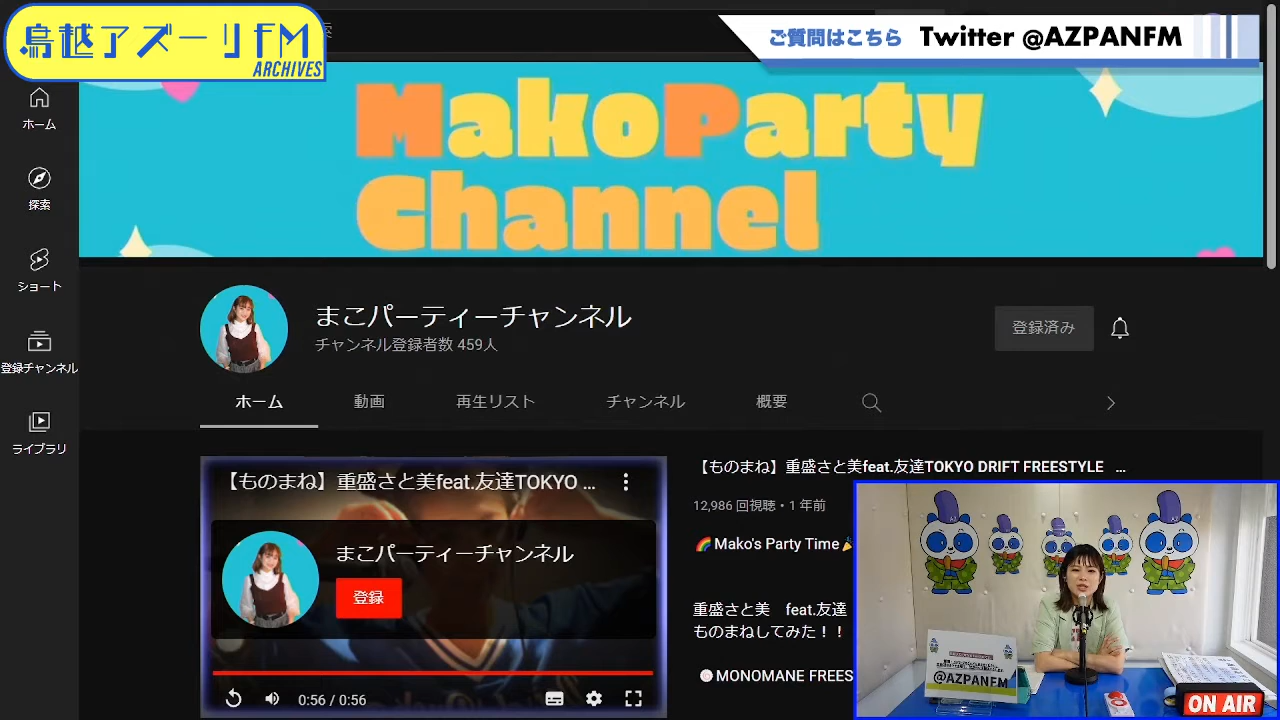 鳥越アズーリFM
ARCHIVES
索
ご質問はこちら Twitter @AZPANFM
MakoParty
Channel
ホーム
探索
ショート
登録チャンネル
ライブラリ
まこパーティーチャンネル
チャンネル登録者数 459人
登録済み
ホーム 動画 再生リスト チャンネル 概要
【ものまね】重盛さと美feat.友達TOKYO ...
まこパーティーチャンネル
登録
0:56 / 0:56
【ものまね】重盛さと美feat.友達TOKYO DRIFT FREESTYLE ...
12,986 回視聴・1 年前
🌈Mako's Party Time🎉
重盛さと美 feat.友達
ものまねしてみた！！
MONOMANE FREES
@AZPANFM
ON AIR